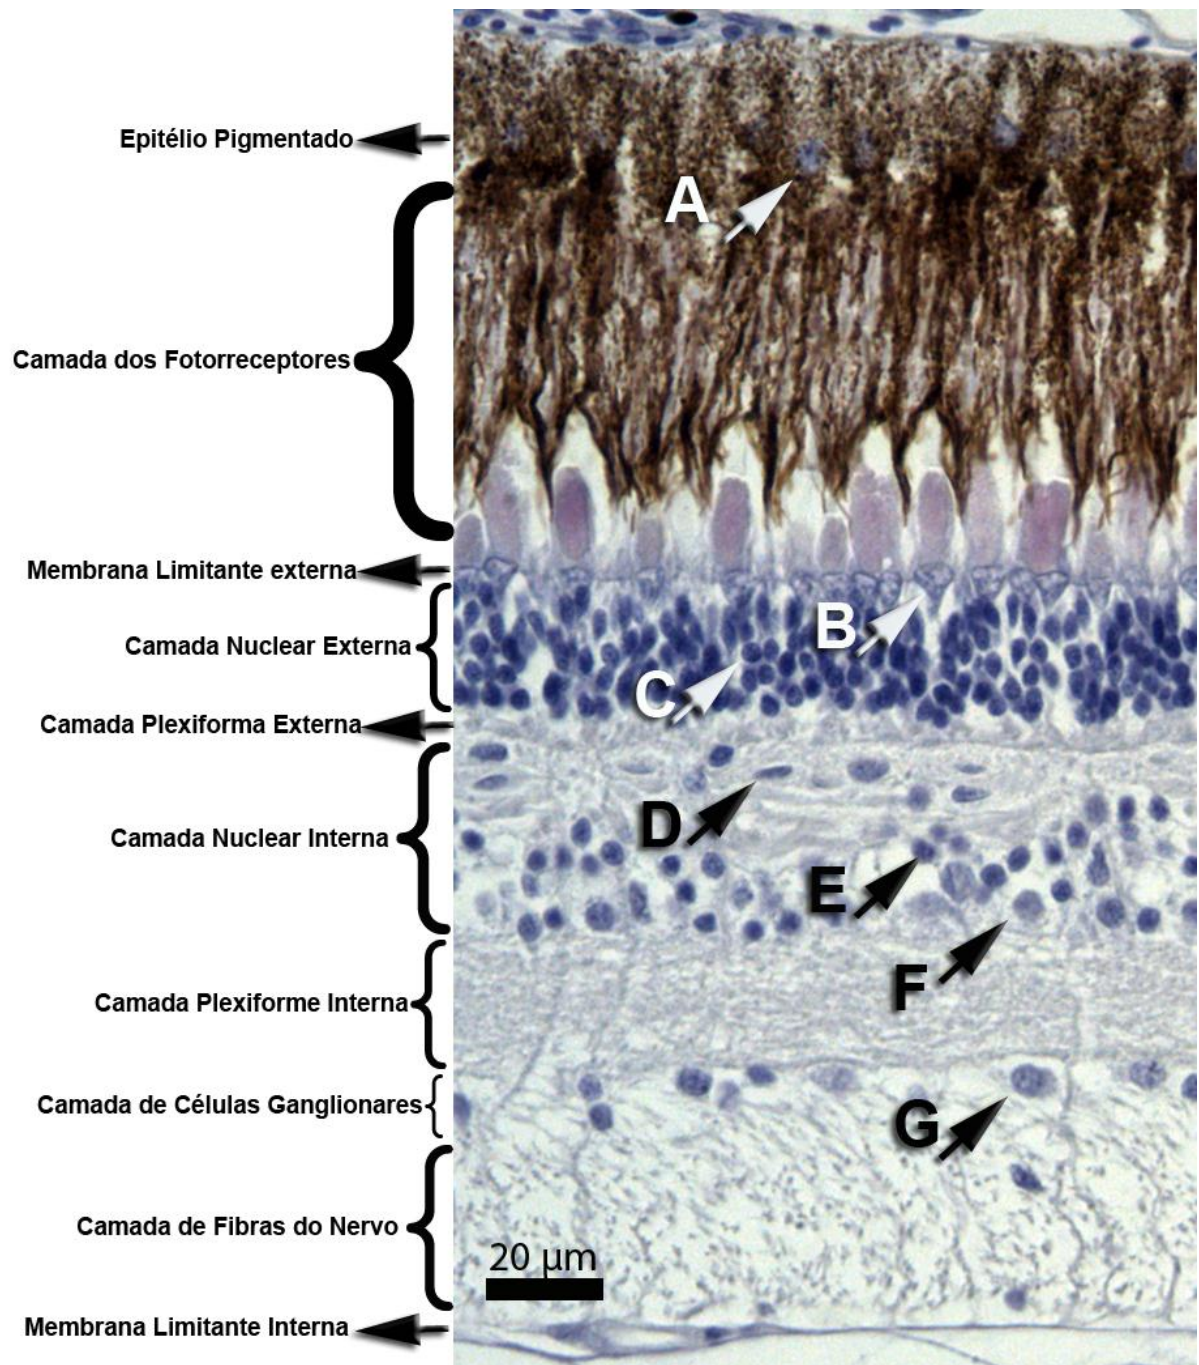 Epitélio Pigmentado
A
Camada dos Fotorreceptores
Membrana Limitante externa
B
Camada Nuclear Externa
C
Camada Plexiforma Externa
D
Camada Nuclear Interna
E
F
Camada Plexiforme Interna
Camada de Células Ganglionares
G
Camada de Fibras do Nervo
20 µm
Membrana Limitante Interna